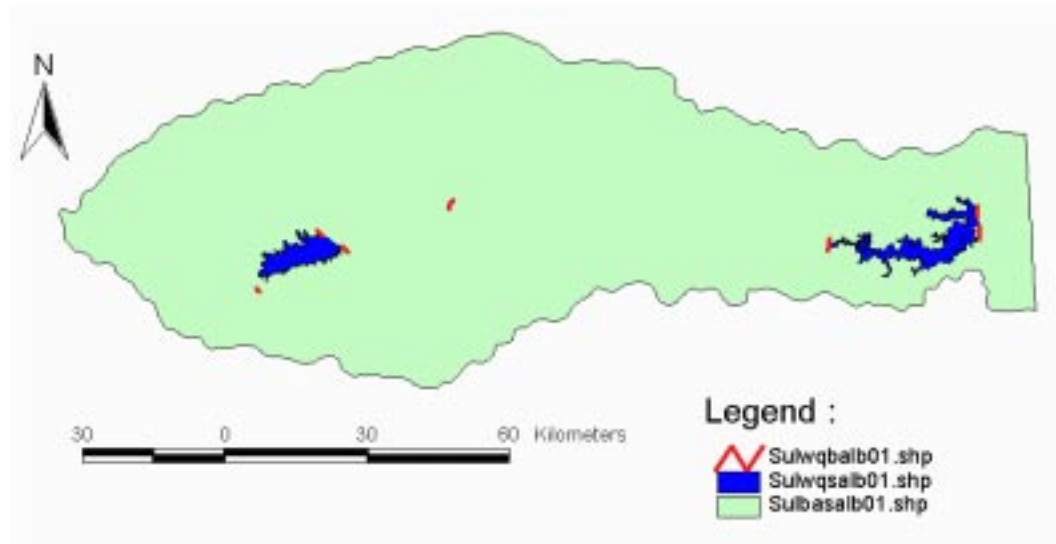 N
30 0 30 60 Kilometers
Legend :
Sulwqbalb01.shp
Sulwqsalb01.shp
Sulbasalb01.shp